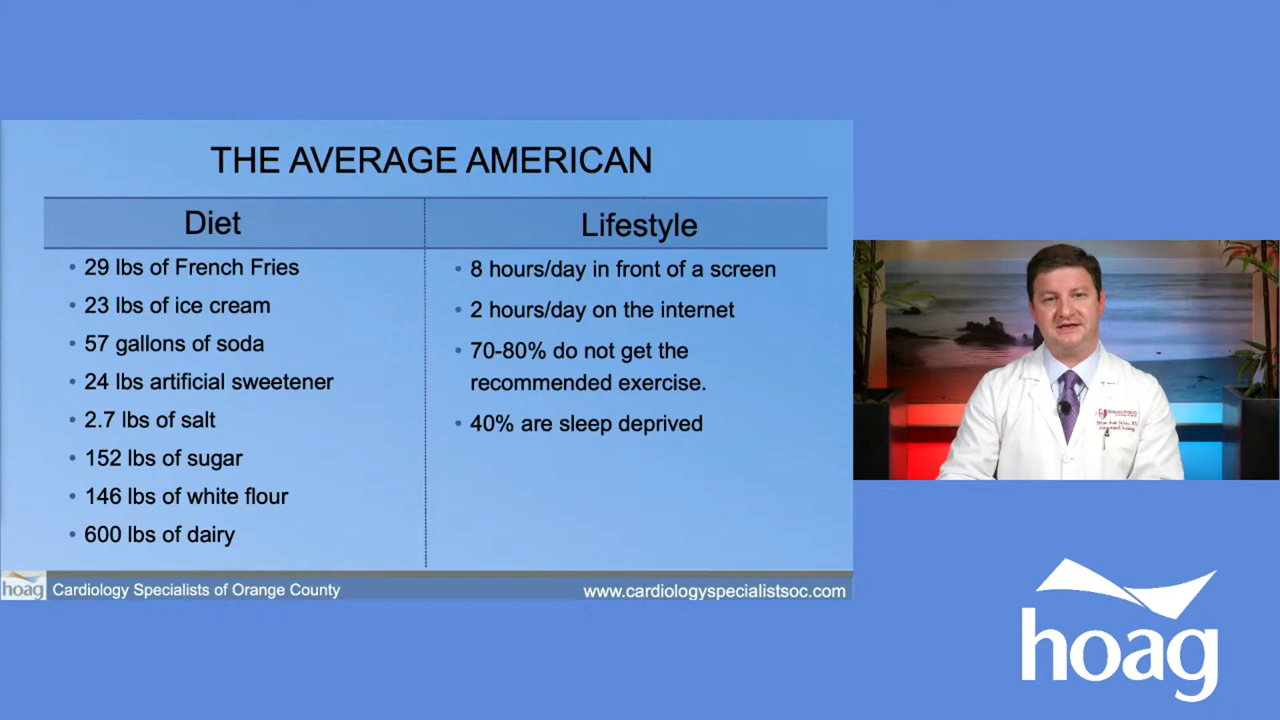 THE AVERAGE AMERICAN
Diet
29 lbs of French Fries
23 lbs of ice cream
57 gallons of soda
24 lbs artificial sweetener
2.7 lbs of salt
152 lbs of sugar
146 lbs of white flour
600 lbs of dairy
Lifestyle
8 hours/day in front of a screen
2 hours/day on the internet
70-80% do not get the
recommended exercise.
40% are sleep deprived
hoag
Cardiology Specialists of Orange County
www.cardiologyspecialistsoc.com
hoag